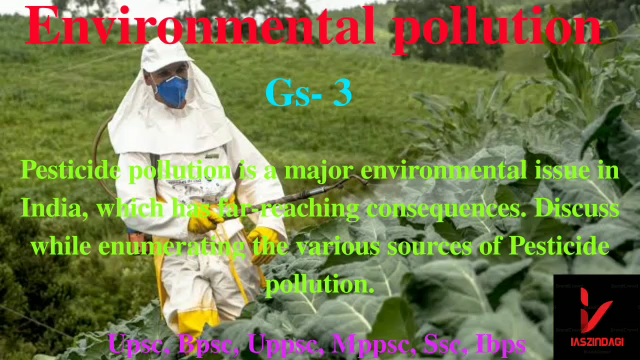 Environmental pollution
Gs- 3
Pesticide pollution is a major environmental issue in
India, which has far-reaching consequences. Discuss
while enumerating the various sources of Pesticide
pollution.
IASZINDAGI
Upsc, Bpsc, Uppsc, Mppsc, Ssc, Ibps